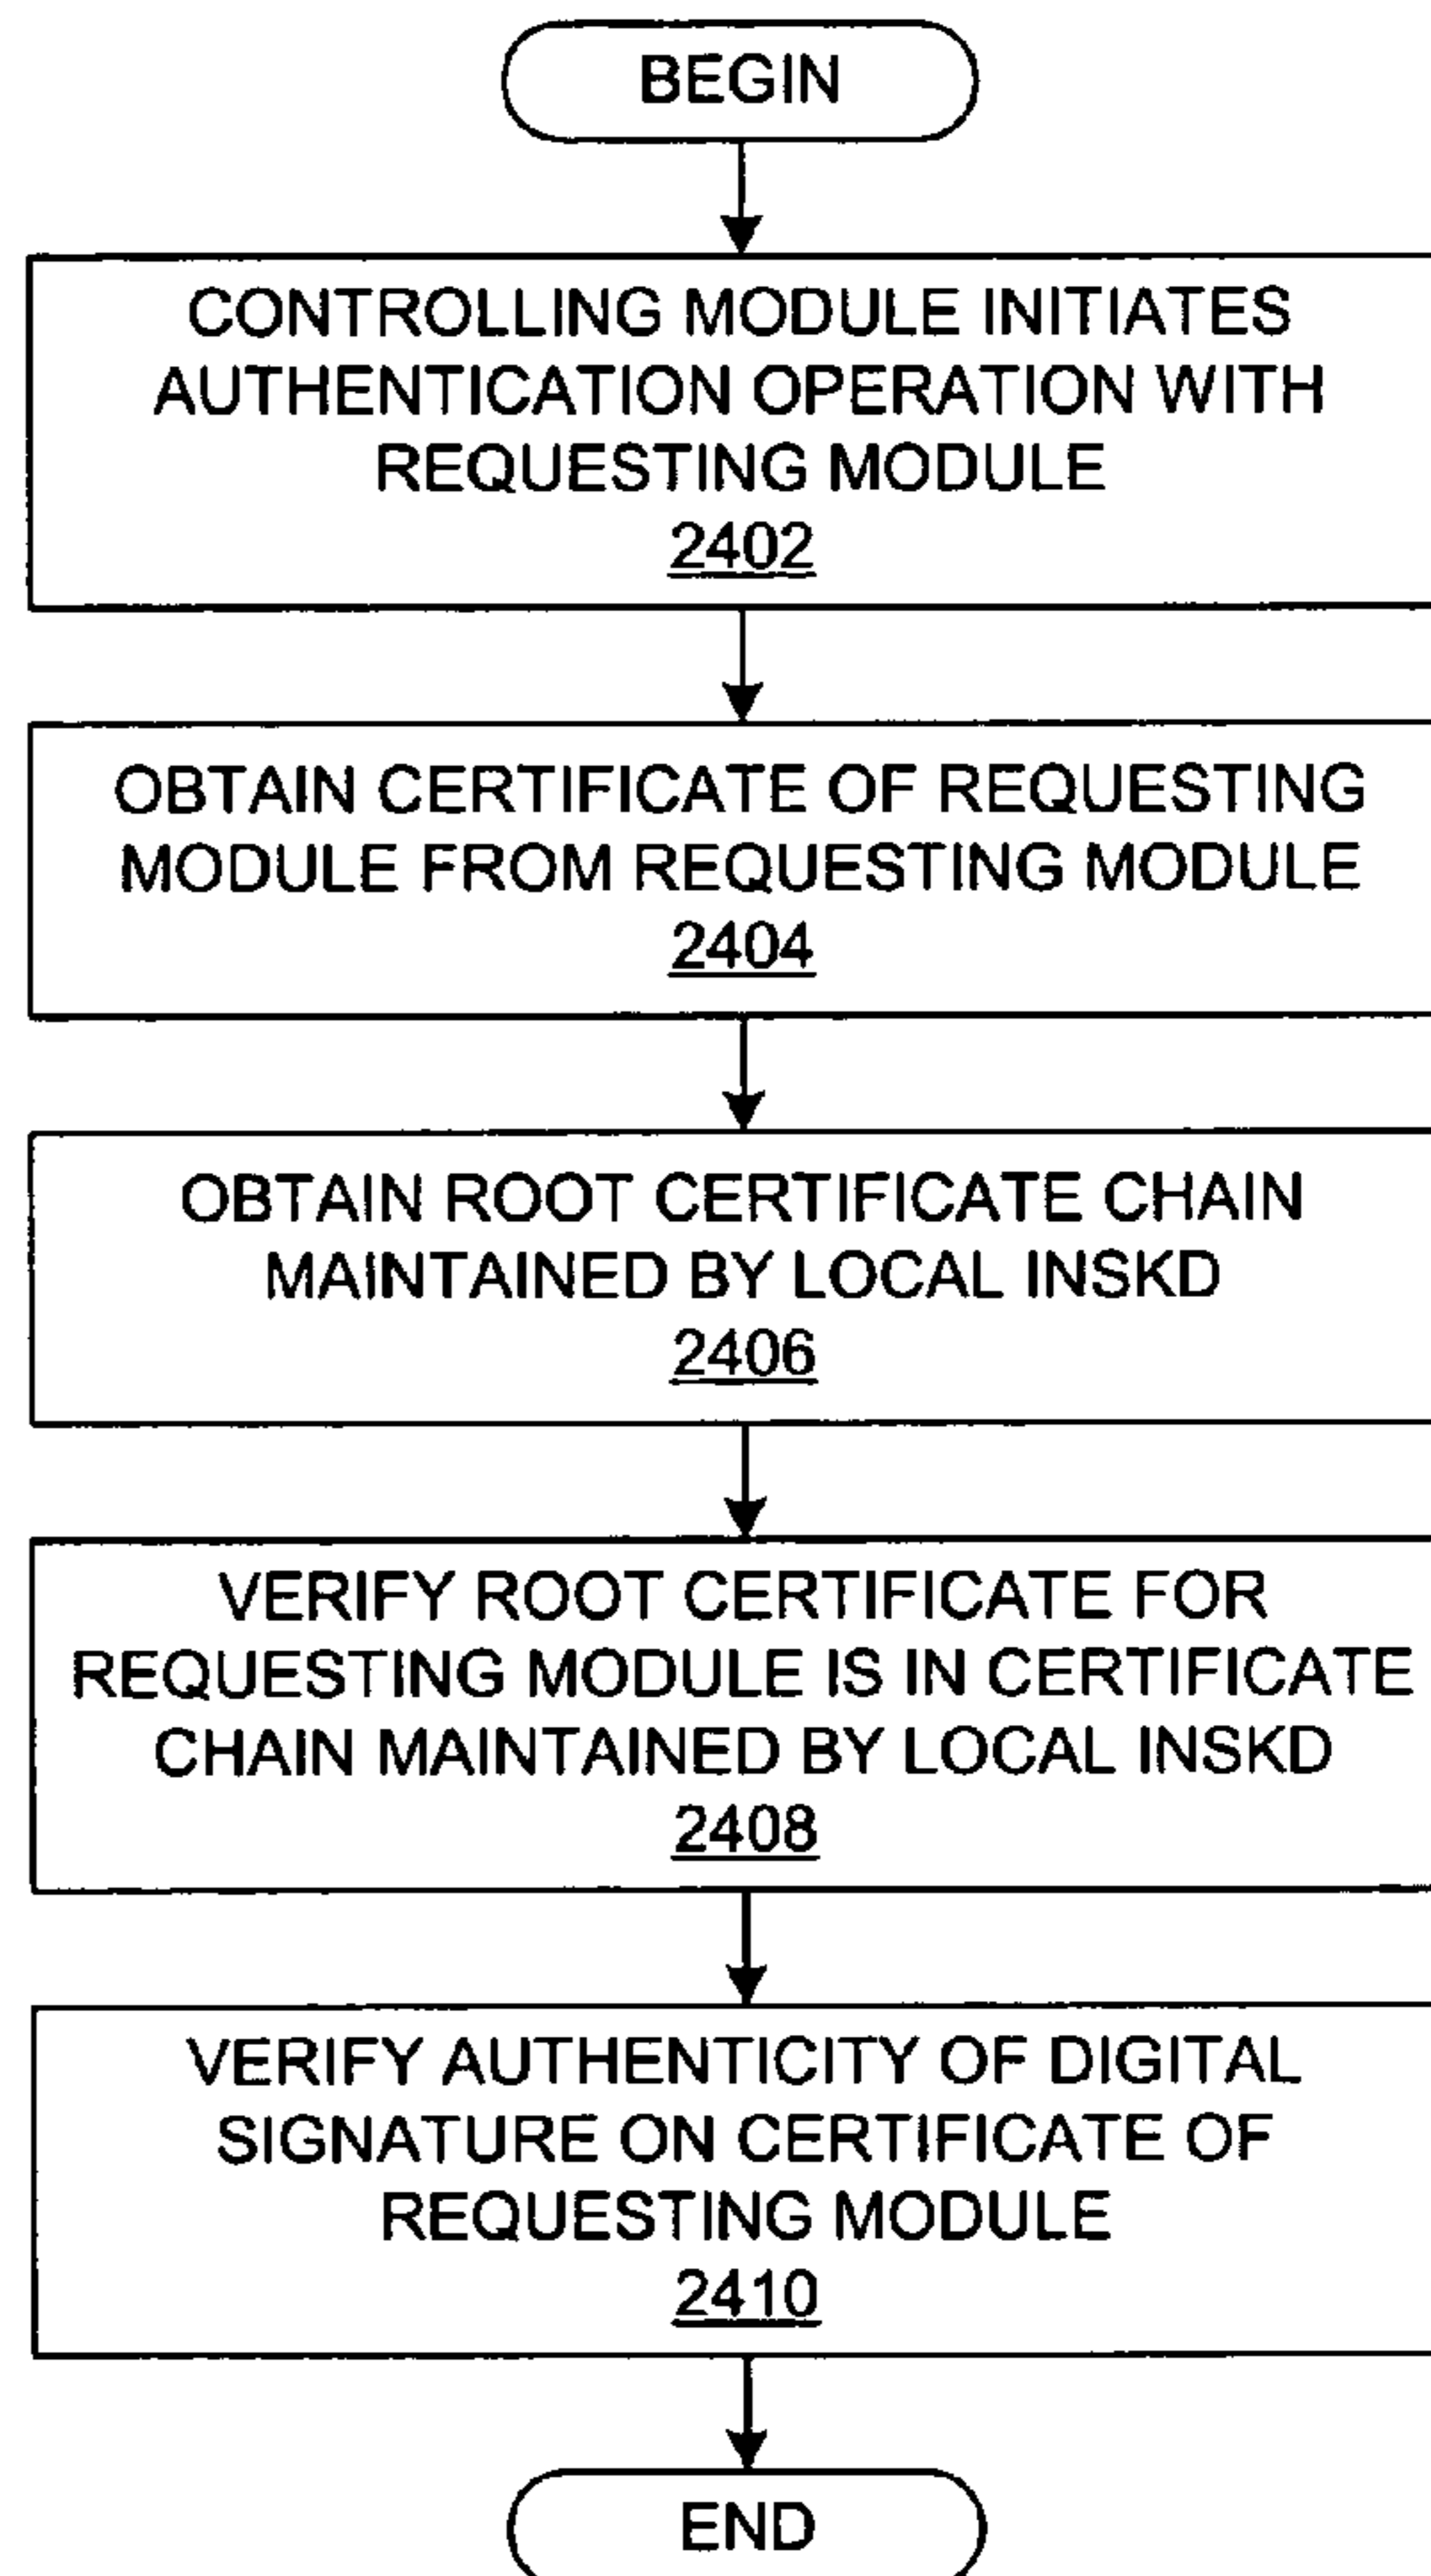 BEGIN
CONTROLLING MODULE INITIATES
AUTHENTICATION OPERATION WITH
REQUESTING MODULE
2402
OBTAIN CERTIFICATE OF REQUESTING
MODULE FROM REQUESTING MODULE
2404
OBTAIN ROOT CERTIFICATE CHAIN
MAINTAINED BY LOCAL INSKD
2406
VERIFY ROOT CERTIFICATE FOR
REQUESTING MODULE IS IN CERTIFICATE
CHAIN MAINTAINED BY LOCAL INSKD
2408
VERIFY AUTHENTICITY OF DIGITAL
SIGNATURE ON CERTIFICATE OF
REQUESTING MODULE
2410
END